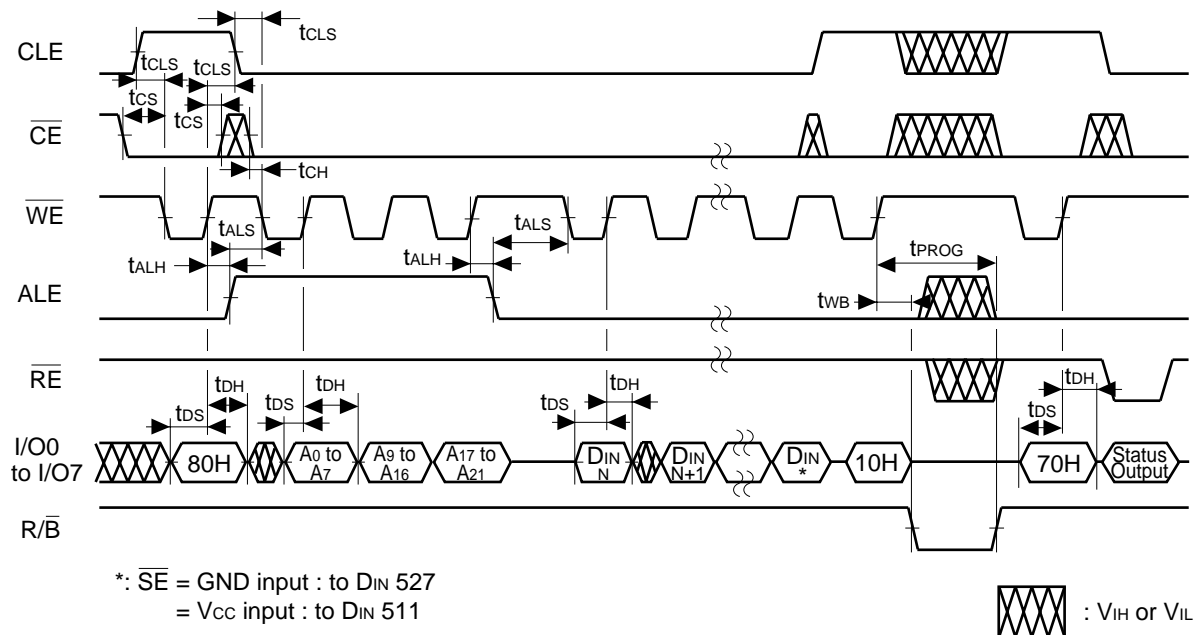 tCLS
CLE
tCLS tCLS
tCS
tCS
CE
tCH
WE
tALS tALS
tALH tALH
tPROG
tWB
ALE
RE
tDH tDH tDH tDH
tDS tDS tDS tDS
I/O0
to I/O7
80H
A0 to
A7
A9 to
A16
A17 to
A21
DIN
N
DIN
N+1
DIN
*
10H
70H
Status
Output
R/B
*: SE = GND input : to DIN 527
= VCC input : to DIN 511
: VIH or VIL